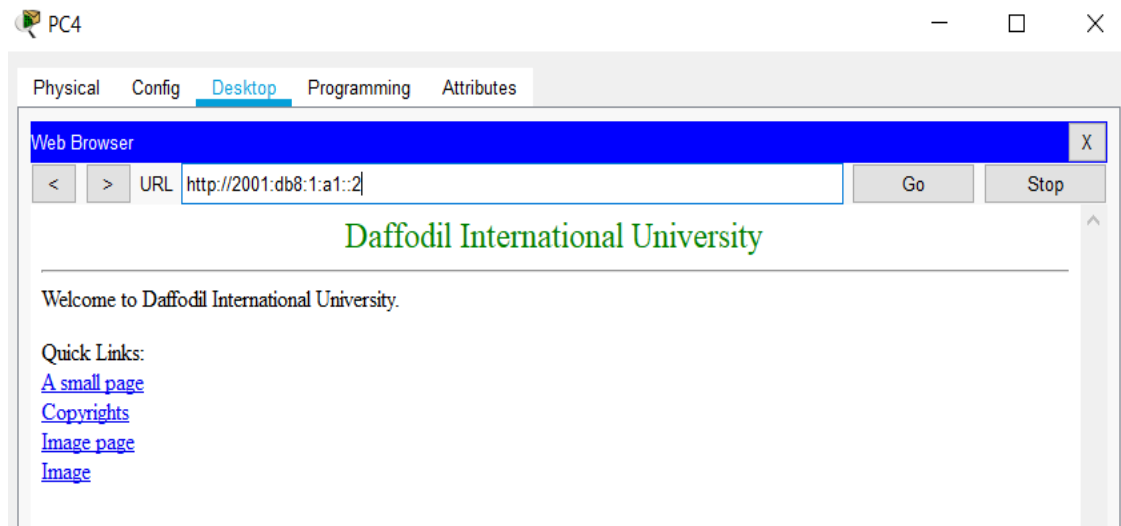 PC4
Physical Config Desktop Programming Attributes
Web Browser
X
< > URL http://2001:db8:1:a1::2 Go Stop
Daffodil International University
Welcome to Daffodil International University.
Quick Links:
A small page
Copyrights
Image page
Image